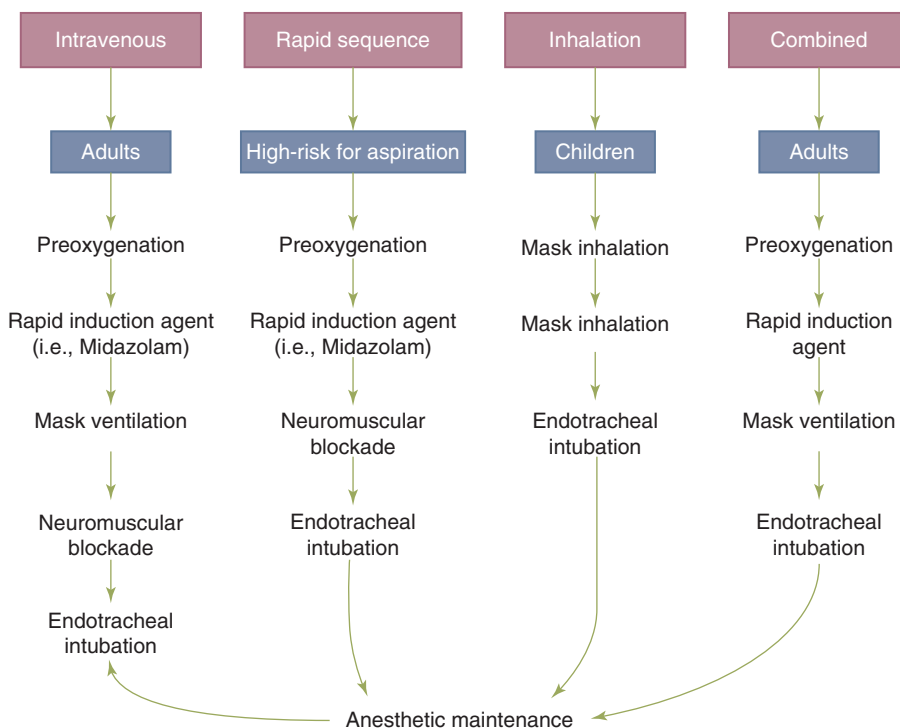 Intravenous
Adults
Preoxygenation
Rapid induction agent
(i.e., Midazolam)
Mask ventilation
Neuromuscular
blockade
Endotracheal
intubation
Rapid sequence
High-risk for aspiration
Preoxygenation
Rapid induction agent
(i.e., Midazolam)
Neuromuscular
blockade
Endotracheal
intubation
Inhalation
Children
Mask inhalation
Mask inhalation
Endotracheal
intubation
Combined
Adults
Preoxygenation
Rapid induction
agent
Mask ventilation
Endotracheal
intubation
Anesthetic maintenance